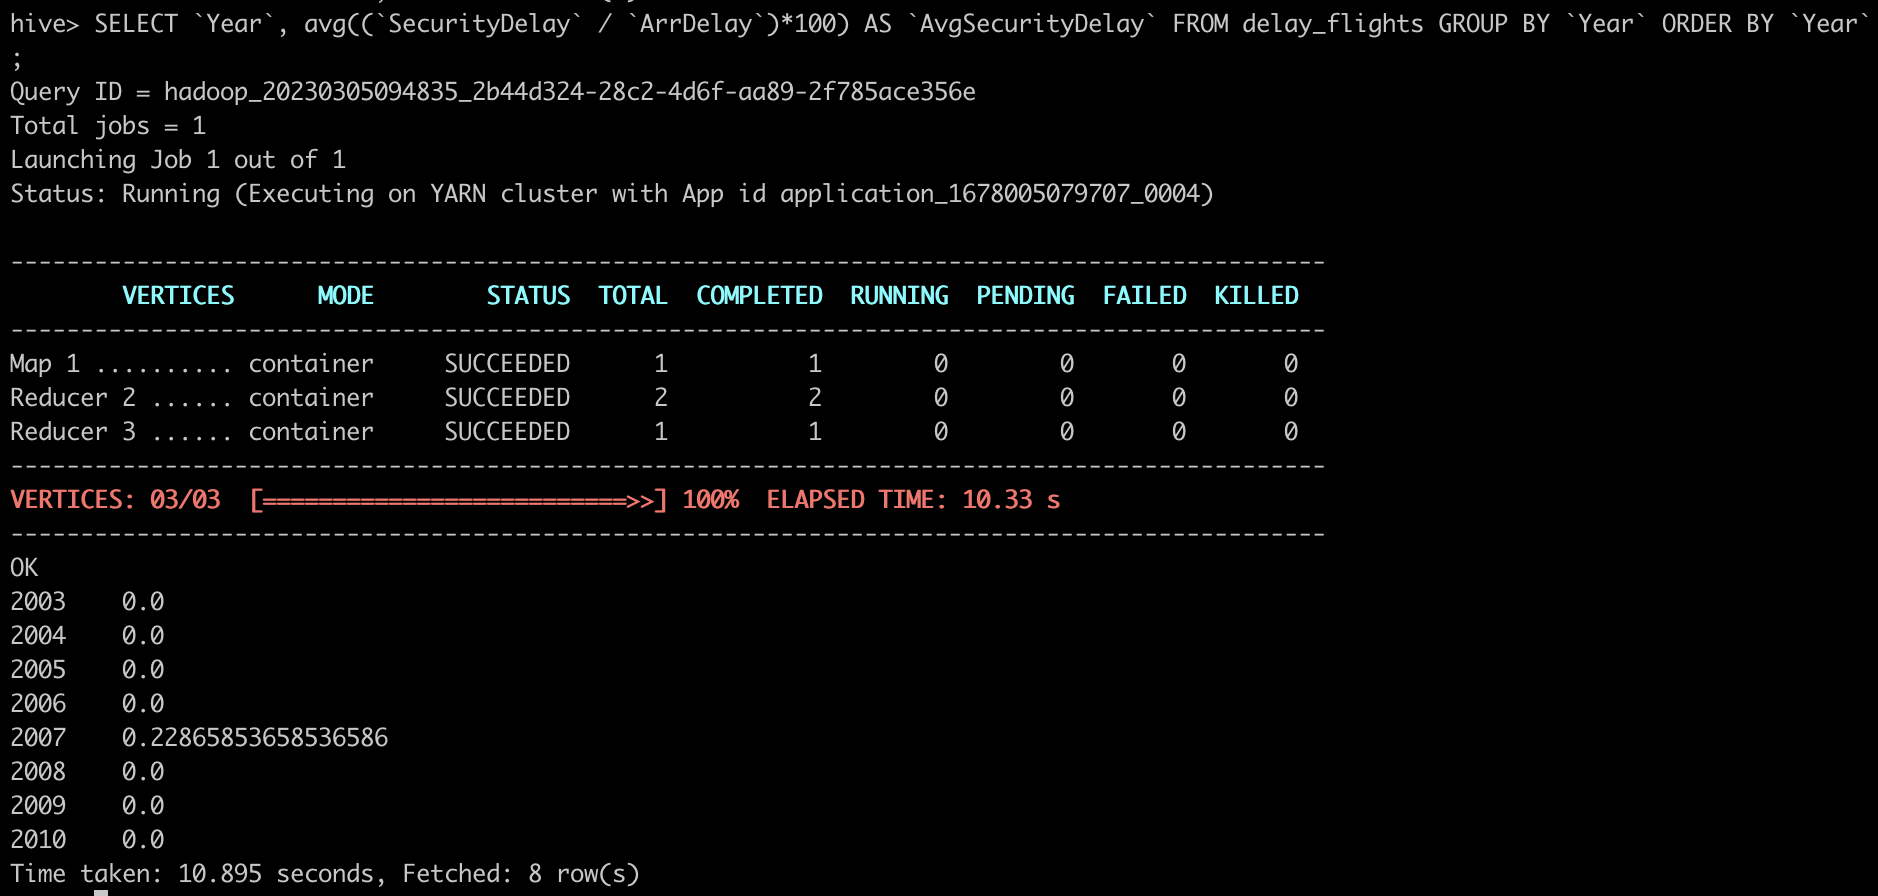 hive> SELECT `Year`, avg((`SecurityDelay` / `ArrDelay`)*100) AS `AvgSecurityDelay` FROM delay_flights GROUP BY `Year` ORDER BY `Year`
;
Query ID = hadoop_20230305094835_2b44d324-28c2-4d6f-aa89-2f785ace356e
Total jobs = 1
Launching Job 1 out of 1
Status: Running (Executing on YARN cluster with App id application_1678005079707_0004)
----------------------------------------------------------------------------------------------
        VERTICES      MODE        STATUS  TOTAL  COMPLETED  RUNNING  PENDING  FAILED  KILLED
----------------------------------------------------------------------------------------------
Map 1 .......... container     SUCCEEDED      1          1        0        0       0       0
Reducer 2 ...... container     SUCCEEDED      2          2        0        0       0       0
Reducer 3 ...... container     SUCCEEDED      1          1        0        0       0       0
----------------------------------------------------------------------------------------------
VERTICES: 03/03  [==========================>>] 100%  ELAPSED TIME: 10.33 s
----------------------------------------------------------------------------------------------
OK
2003    0.0
2004    0.0
2005    0.0
2006    0.0
2007    0.22865853658536586
2008    0.0
2009    0.0
2010    0.0
Time taken: 10.895 seconds, Fetched: 8 row(s)